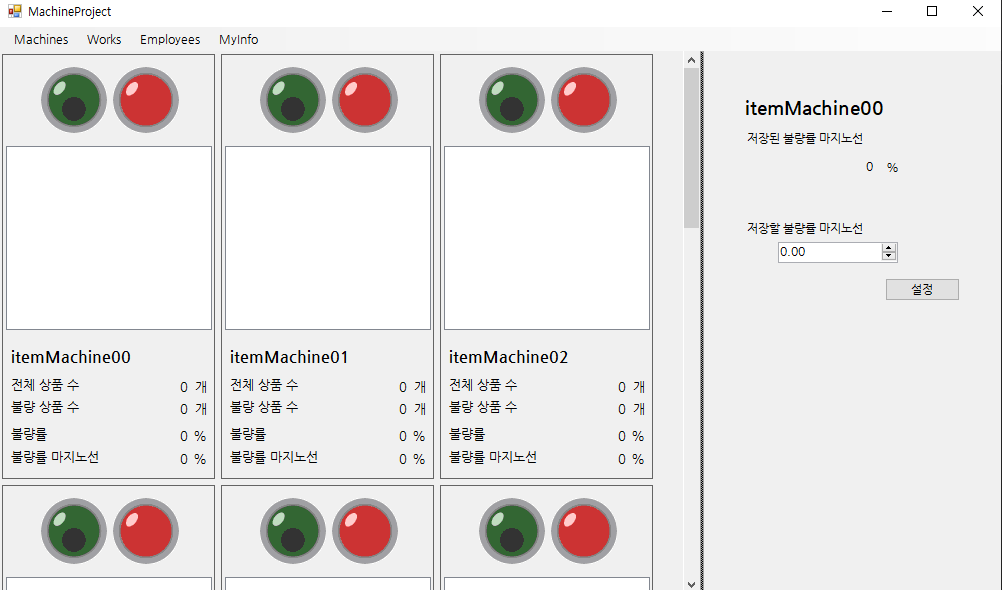 MachineProject
Machines Works Employees MyInfo
itemMachine00
전체 상품 수 0 개
불량 상품 수 0 개
불량률 0 %
불량률 마지노선 0 %
itemMachine01
전체 상품 수 0 개
불량 상품 수 0 개
불량률 0 %
불량률 마지노선 0 %
itemMachine02
전체 상품 수 0 개
불량 상품 수 0 개
불량률 0 %
불량률 마지노선 0 %
itemMachine00
저장된 불량률 마지노선
0 %
저장할 불량률 마지노선
0.00
설정